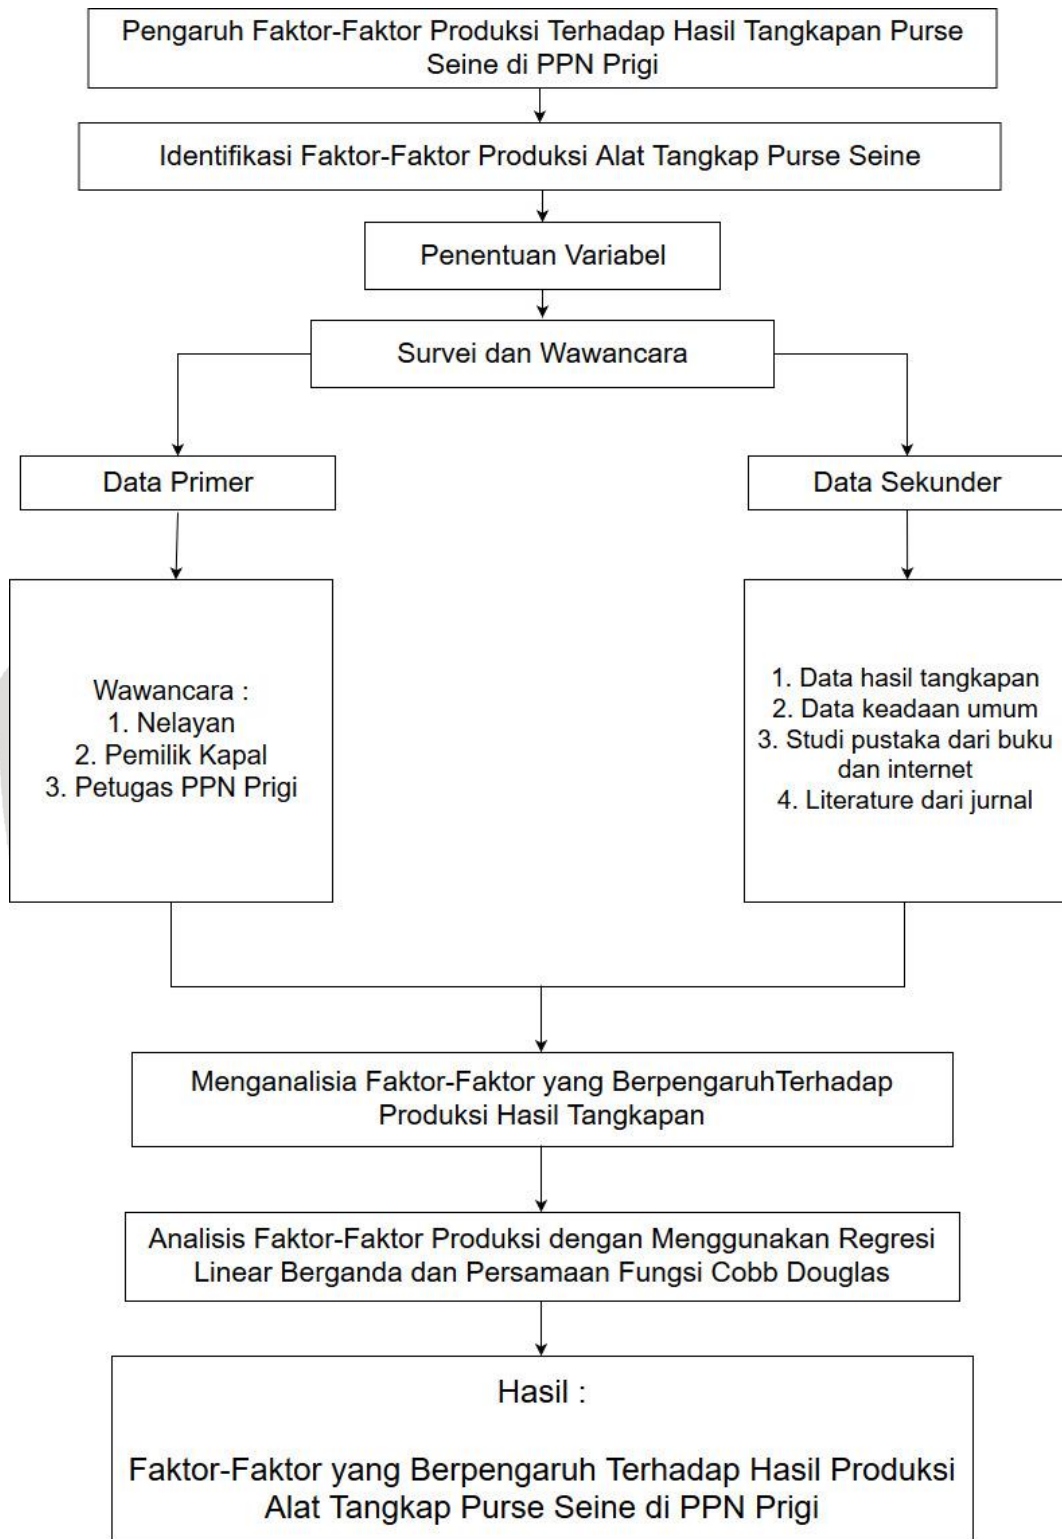 Pengaruh Faktor-Faktor Produksi Terhadap Hasil Tangkapan Purse
Seine di PPN Prigi
Identifikasi Faktor-Faktor Produksi Alat Tangkap Purse Seine
Penentuan Variabel
Survei dan Wawancara
Data Primer
Data Sekunder
Wawancara :
1. Nelayan
2. Pemilik Kapal
3. Petugas PPN Prigi
1. Data hasil tangkapan
2. Data keadaan umum
3. Studi pustaka dari buku
dan internet
4. Literature dari jurnal
Menganalisia Faktor-Faktor yang BerpengaruhTerhadap
Produksi Hasil Tangkapan
Analisis Faktor-Faktor Produksi dengan Menggunakan Regresi
Linear Berganda dan Persamaan Fungsi Cobb Douglas
Hasil :
Faktor-Faktor yang Berpengaruh Terhadap Hasil Produksi
Alat Tangkap Purse Seine di PPN Prigi